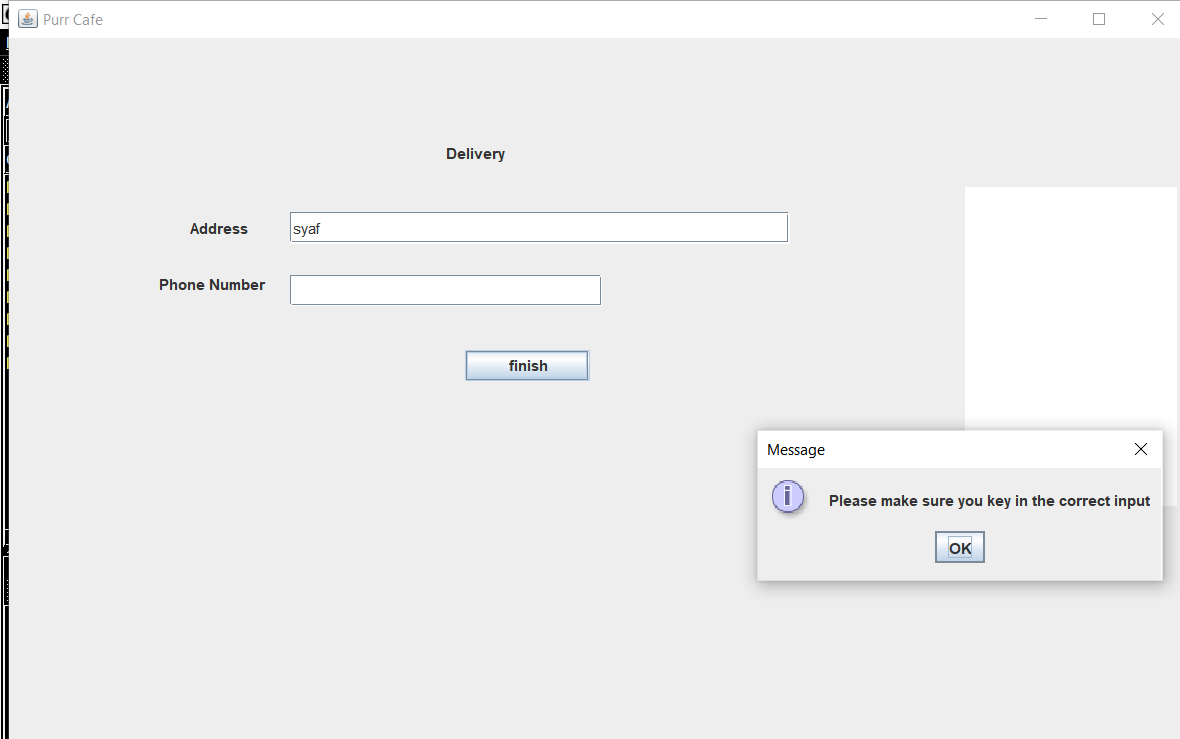 Purr Cafe
Delivery
Address
syaf
Phone Number
finish
Message
Please make sure you key in the correct input
OK